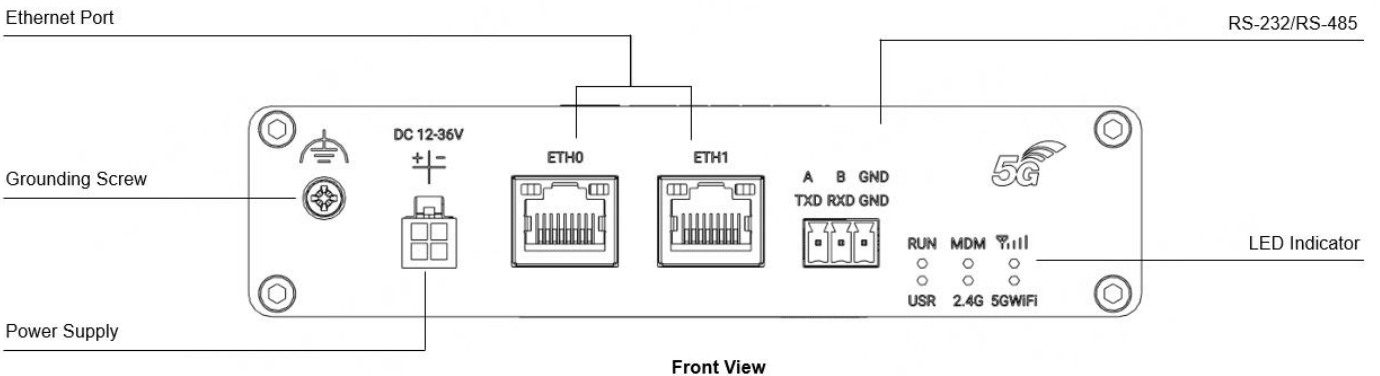 Ethernet Port
RS-232/RS-485
DC 12-36V
+ -
ETH0
ETH1
5G
Grounding Screw
A B GND
TXD RXD GND
RUN MDM
LED Indicator
USR 2.4G 5GWiFi
Power Supply
Front View